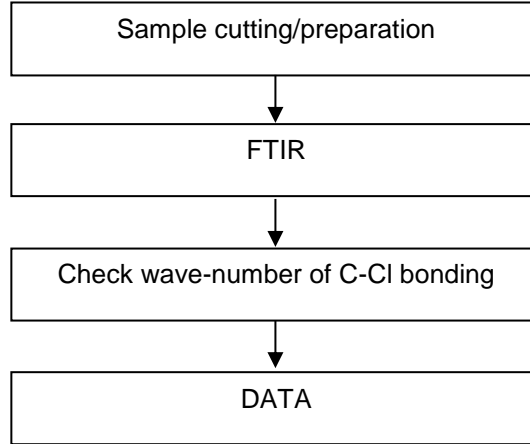 Sample cutting/preparation
FTIR
Check wave-number of C-Cl bonding
DATA